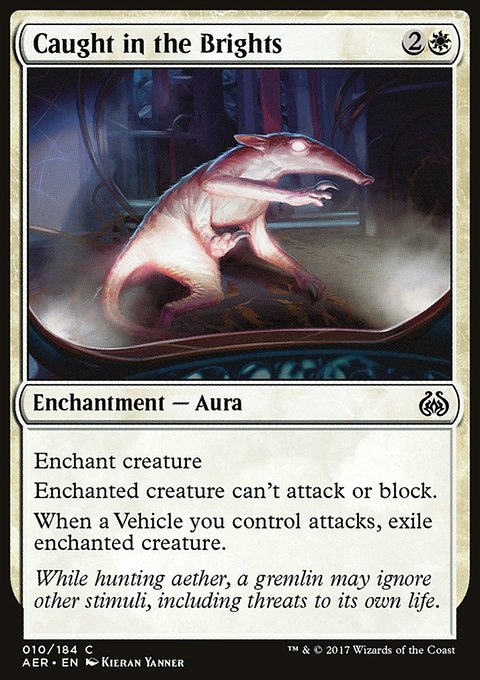 Caught in the Brights 2
Enchantment — Aura
Enchant creature
Enchanted creature can't attack or block.
When a Vehicle you control attacks, exile
enchanted creature.
While hunting aether, a gremlin may ignore
other stimuli, including threats to its own life.
010/184 C
™ & © 2017 Wizards of the Coast
AER • EN Kieran Yanner